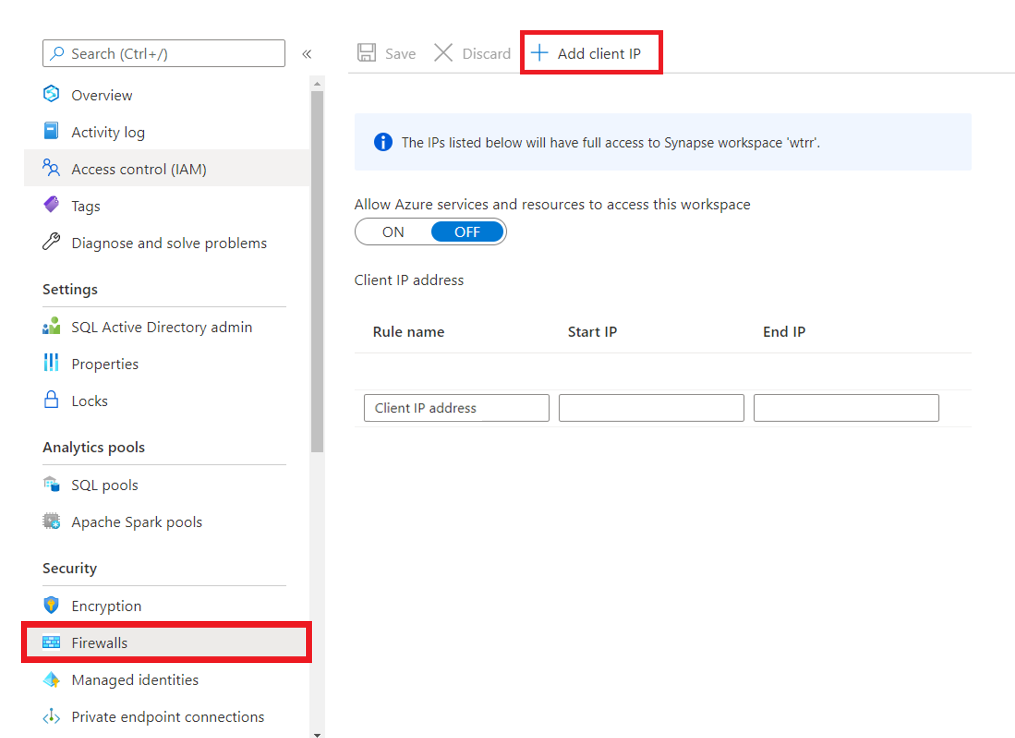 Search (Ctrl+/)
«
Overview
Activity log
Access control (IAM)
Tags
Diagnose and solve problems
Settings
SQL Active Directory admin
Properties
Locks
Analytics pools
SQL pools
Apache Spark pools
Security
Encryption
Firewalls
Managed identities
Private endpoint connections
Save Discard + Add client IP
The IPs listed below will have full access to Synapse workspace 'wtrr'.
Allow Azure services and resources to access this workspace
ON OFF
Client IP address
Rule name Start IP End IP
Client IP address